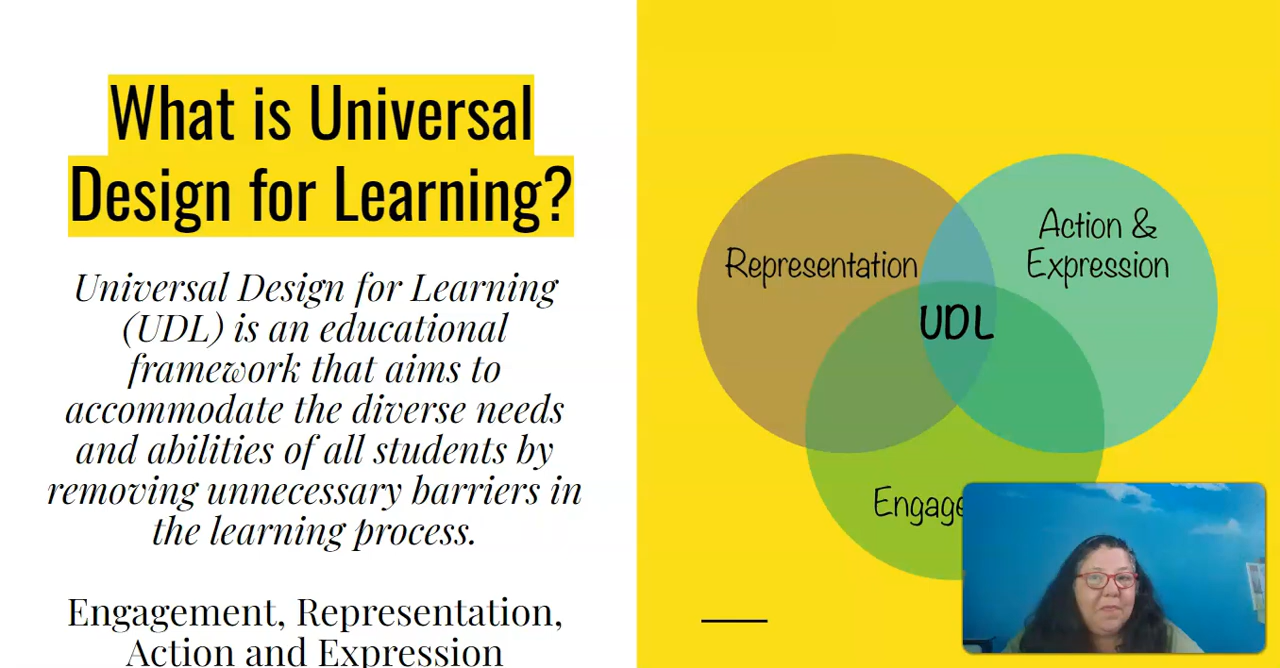 What is Universal
Design for Learning?
Universal Design for Learning
(UDL) is an educational
framework that aims to
accommodate the diverse needs
and abilities of all students by
removing unnecessary barriers in
the learning process.
Engagement, Representation,
Action and Expression
Representation
Action &
Expression
UDL
Engage